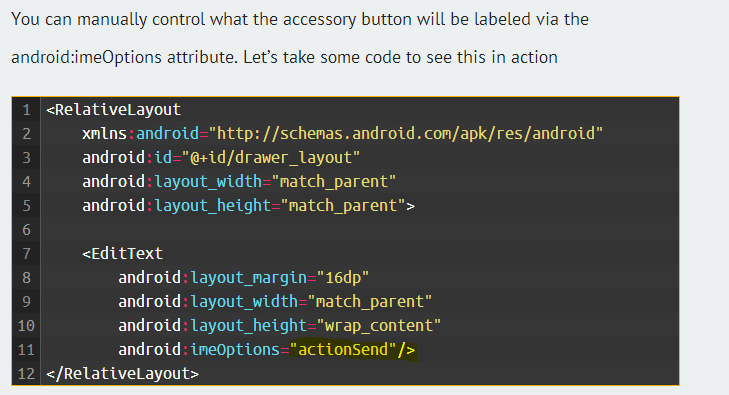 You can manually control what the accessory button will be labeled via the
android:imeOptions attribute. Let’s take some code to see this in action
1 <RelativeLayout
2 xmlns:android="http://schemas.android.com/apk/res/android"
3 android:id="@+id/drawer_layout"
4 android:layout_width="match_parent"
5 android:layout_height="match_parent">
6
7 <EditText
8 android:layout_margin="16dp"
9 android:layout_width="match_parent"
10 android:layout_height="wrap_content"
11 android:imeOptions="actionSend"/>
12 </RelativeLayout>